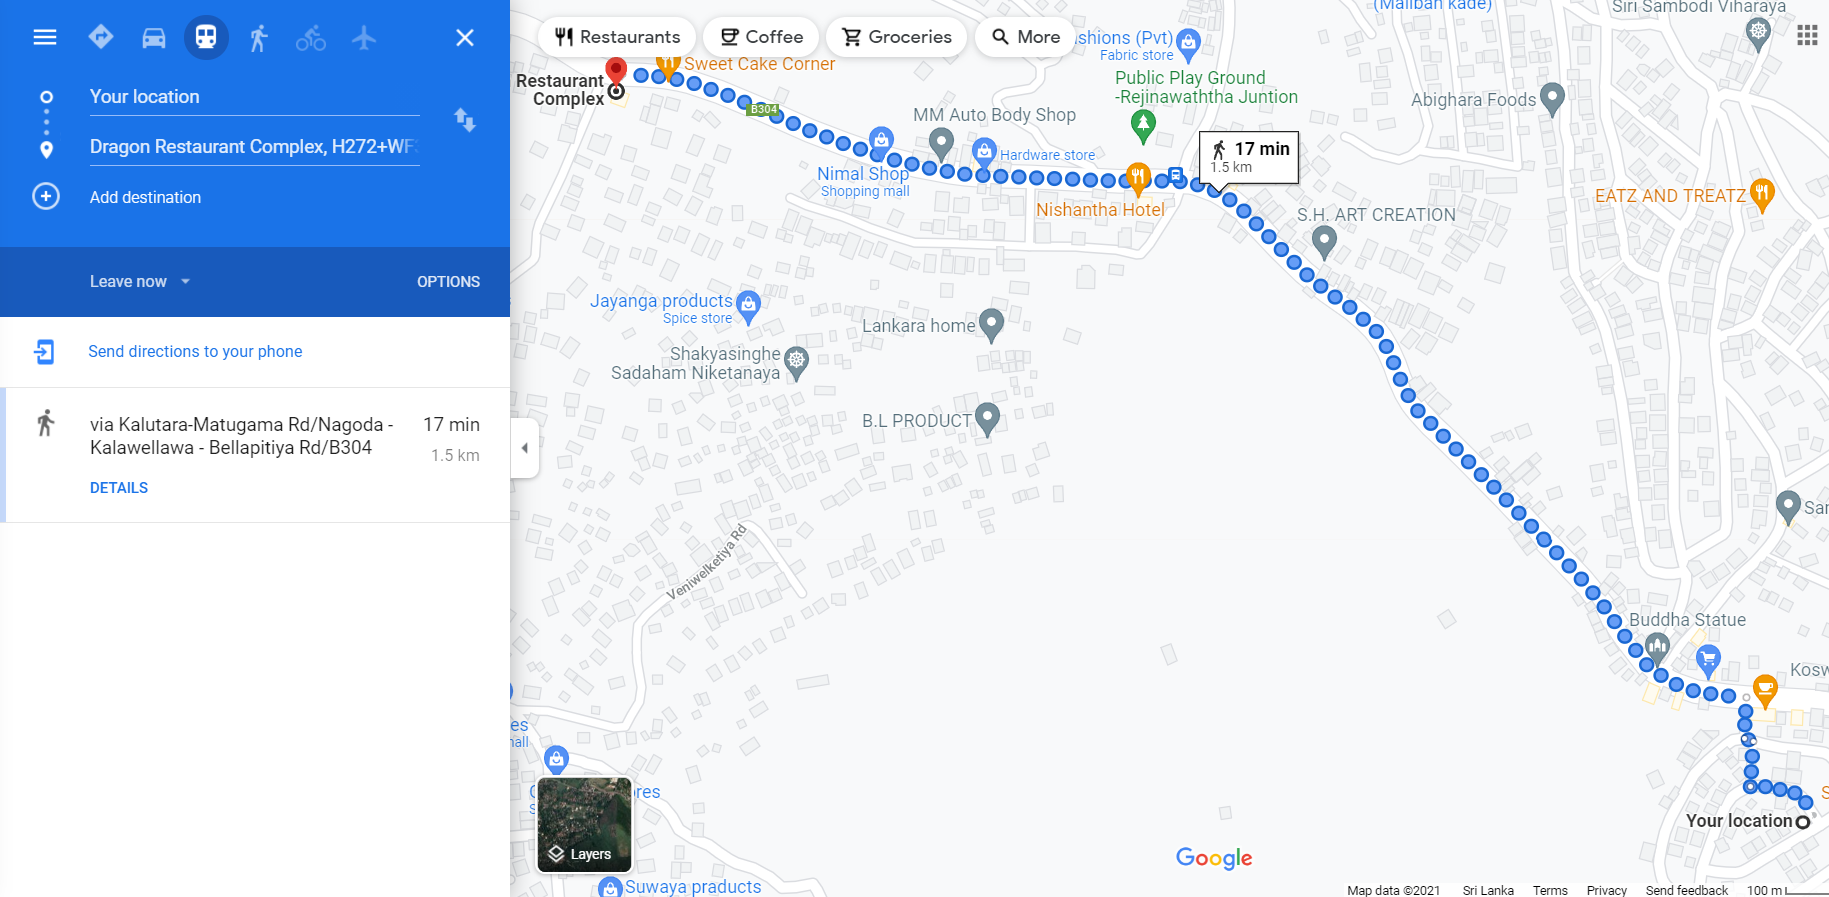 Your location
Dragon Restaurant Complex, H272+WF
Add destination
Leave now
OPTIONS
Send directions to your phone
via Kalutara-Matugama Rd/Nagoda -
Kalawellawa - Bellapitiya Rd/B304
17 min
1.5 km
DETAILS
Restaurants
Coffee
Groceries
More
(Maliban kade)
Siri Sambodi Viharaya
shions (Pvt)
Fabric store
Sweet Cake Corner
Restaurant
Complex
B304
Public Play Ground
-Rejinawaththa Juntion
Abighara Foods
MM Auto Body Shop
Hardware store
17 min
1.5 km
Nimal Shop
Shopping mall
Nishantha Hotel
EATZ AND TREATZ
S.H. ART CREATION
Jayanga products
Spice store
Lankara home
Shakyasinghe
Sadaham Niketanaya
B.L PRODUCT
Sar
Veniwelketiya Rd
Buddha Statue
Kosw
es
nall
res
Your location
S
Layers
Google
Suwaya praducts
Map data ©2021
Sri Lanka
Terms
Privacy
Send feedback
100 m